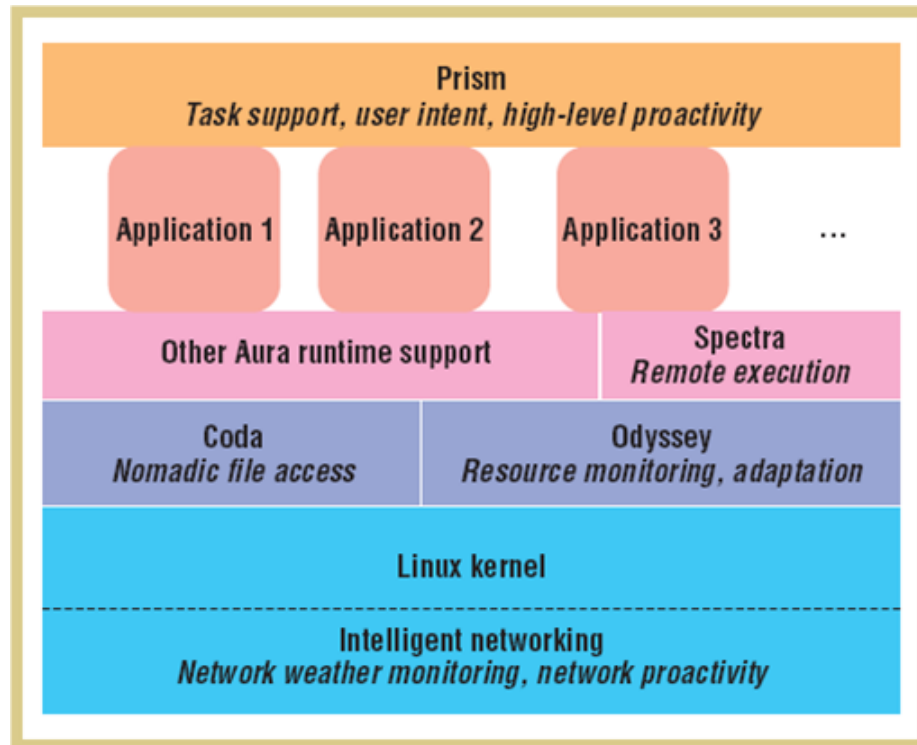 Prism
Task support, user intent, high-level proactivity
Application 1
Application 2
Application 3
...
Other Aura runtime support
Spectra
Remote execution
Coda
Nomadic file access
Odyssey
Resource monitoring, adaptation
Linux kernel
Intelligent networking
Network weather monitoring, network proactivity